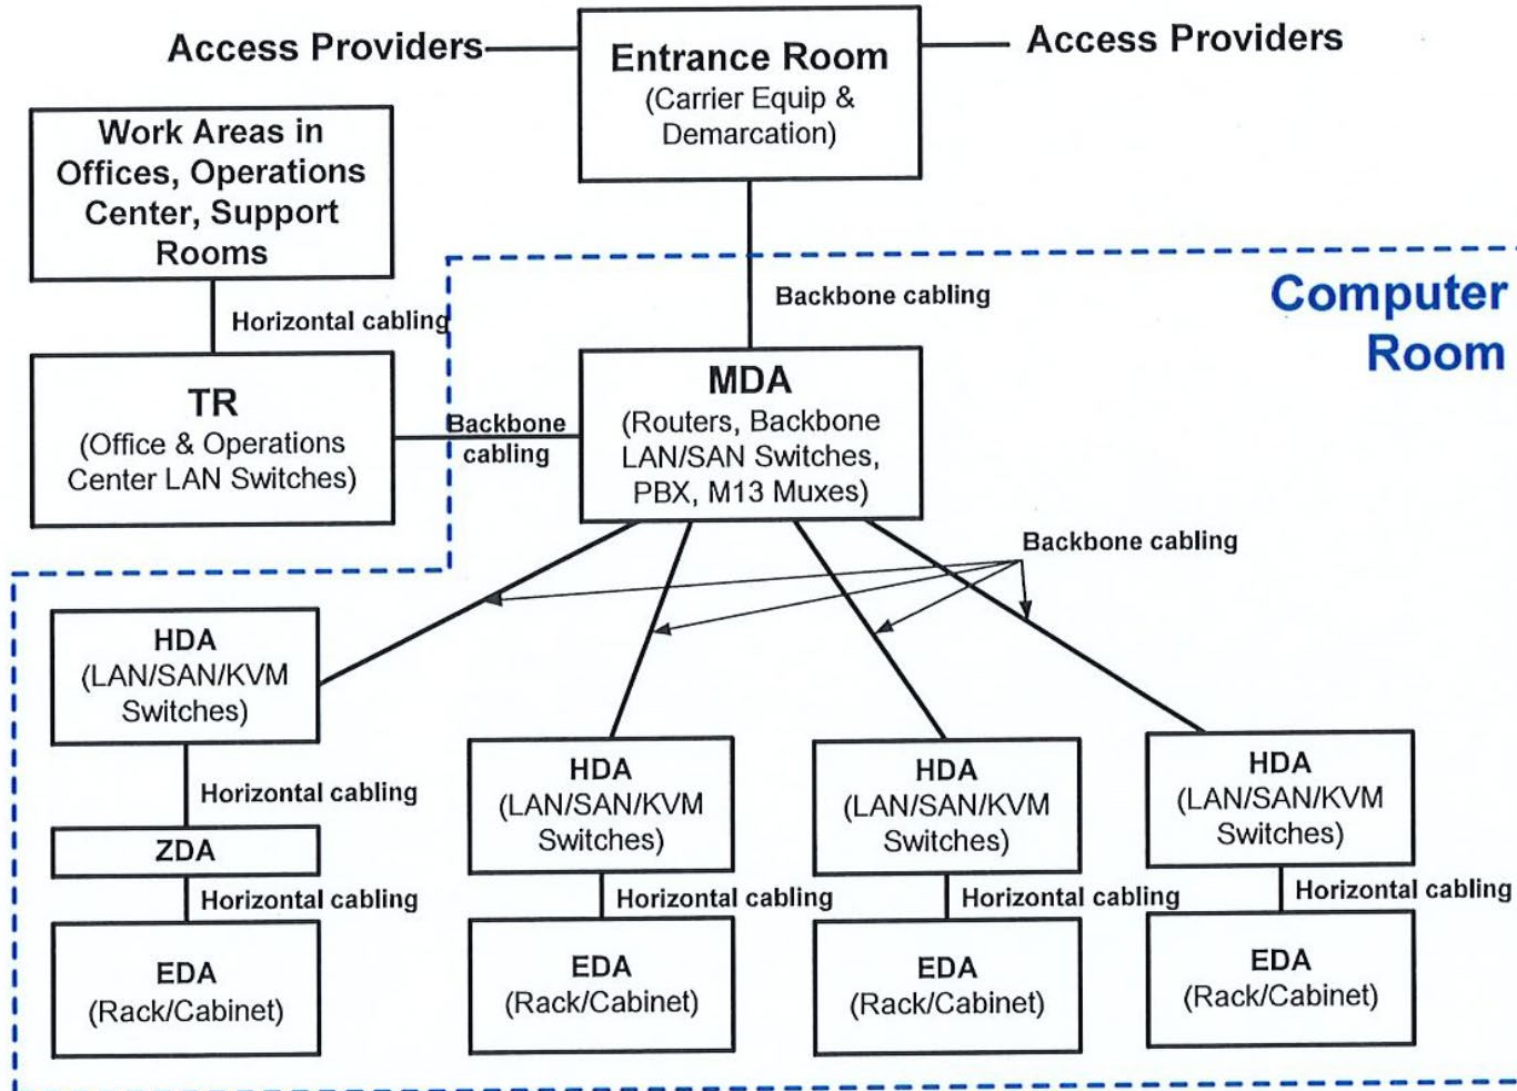 Access Providers
Entrance Room
(Carrier Equip &
Demarcation)
Access Providers
Work Areas in
Offices, Operations
Center, Support
Rooms
Horizontal cabling
Backbone cabling
Computer
Room
TR
(Office & Operations
Center LAN Switches)
Backbone
cabling
MDA
(Routers, Backbone
LAN/SAN Switches,
PBX, M13 Muxes)
Backbone cabling
HDA
(LAN/SAN/KVM
Switches)
Horizontal cabling
ZDA
Horizontal cabling
EDA
(Rack/Cabinet)
HDA
(LAN/SAN/KVM
Switches)
Horizontal cabling
EDA
(Rack/Cabinet)
HDA
(LAN/SAN/KVM
Switches)
Horizontal cabling
EDA
(Rack/Cabinet)
HDA
(LAN/SAN/KVM
Switches)
Horizontal cabling
EDA
(Rack/Cabinet)